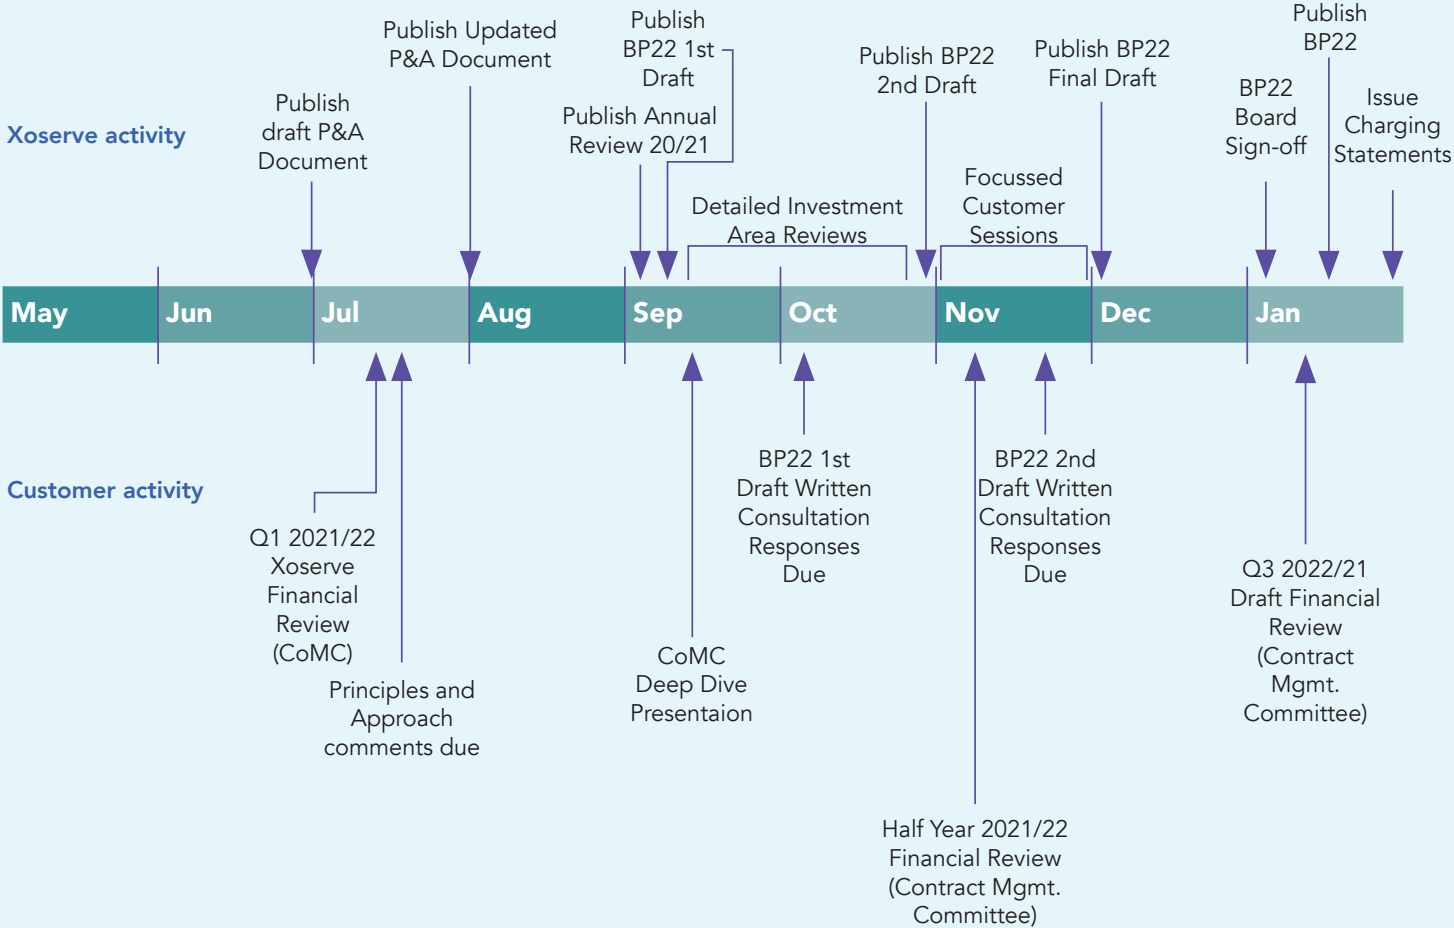 Xoserve activity
Publish
draft P&A
Document
Publish Updated
P&A Document
Publish
BP22 1st
Draft
Publish Annual
Review 20/21
Detailed Investment
Area Reviews
Publish BP22
2nd Draft
Focussed
Customer
Sessions
Publish BP22
Final Draft
BP22
Board
Sign-off
Publish
BP22
Issue
Charging
Statements
May
Jun
Jul
Aug
Sep
Oct
Nov
Dec
Jan
Customer activity
Q1 2021/22
Xoserve
Financial
Review
(CoMC)
Principles and
Approach
comments due
CoMC
Deep Dive
Presentaion
BP22 1st
Draft Written
Consultation
Responses
Due
Half Year 2021/22
Financial Review
(Contract Mgmt.
Committee)
BP22 2nd
Draft Written
Consultation
Responses
Due
Q3 2022/21
Draft Financial
Review
(Contract
Mgmt.
Committee)